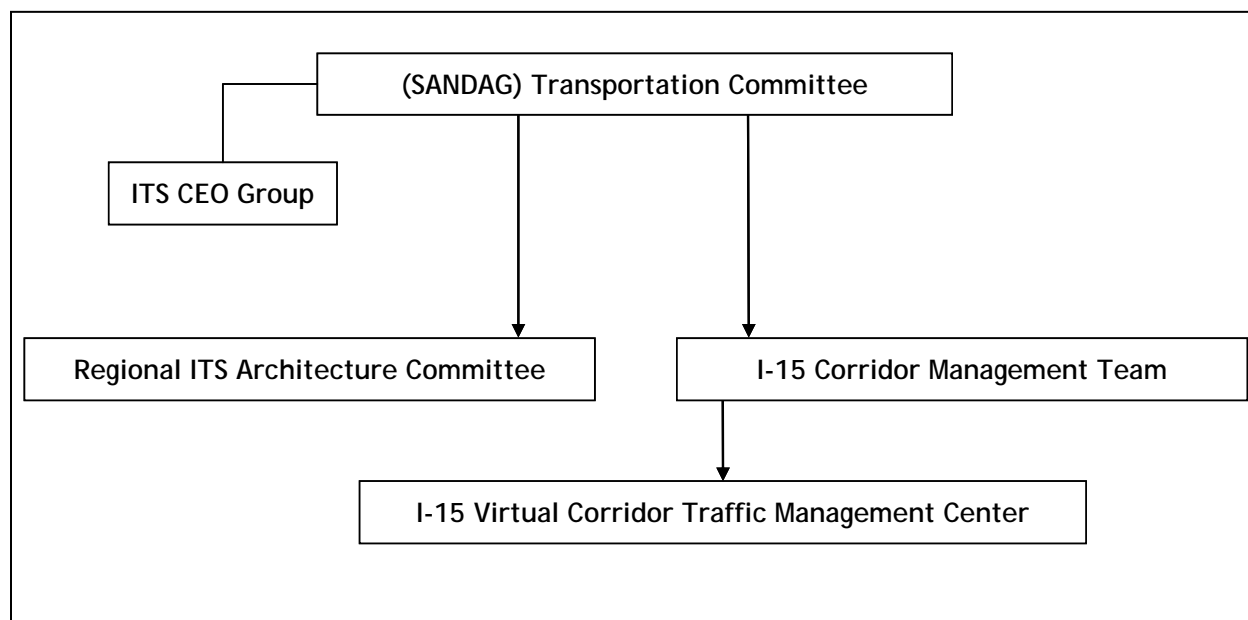 (SANDAG) Transportation Committee
ITS CEO Group
Regional ITS Architecture Committee
I-15 Corridor Management Team
I-15 Virtual Corridor Traffic Management Center